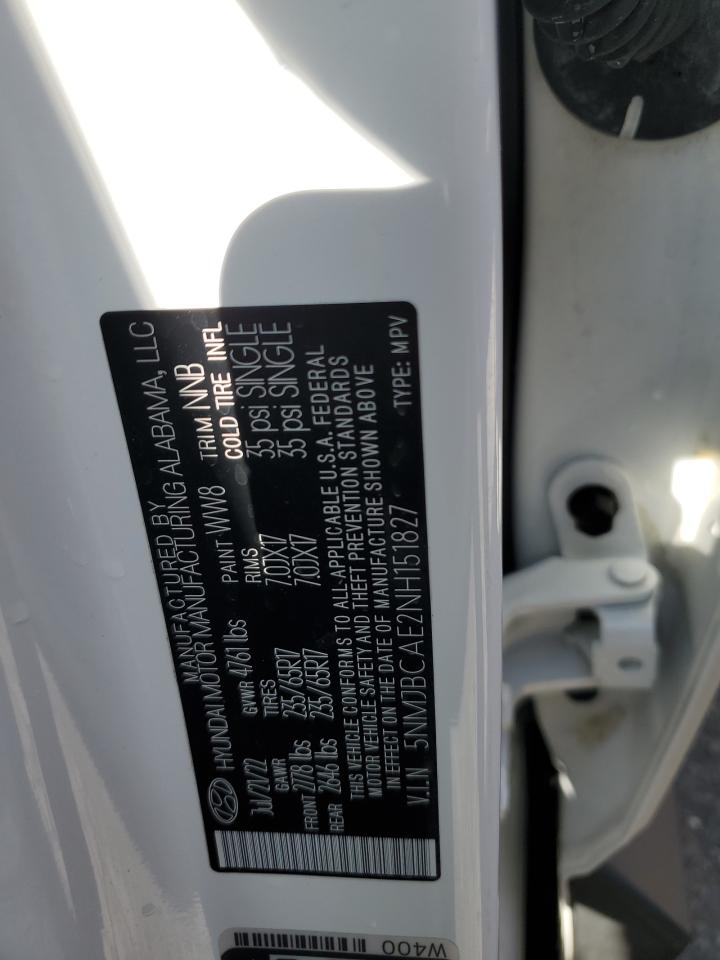 MANUFACTURED BY
HYUNDAI MOTOR MANUFACTURING ALABAMA, LLC
GVWR 4761 lbs PAINT WW8 TRIM NNB
GAWR TIRES RIMS COLD TIRE INFL
FRONT 2778 lbs 235/65R17 7.0JX17 35 psi SINGLE
REAR 2646 lbs 235/65R17 7.0JX17 35 psi SINGLE
THIS VEHICLE CONFORMS TO ALL APPLICABLE U.S.A. FEDERAL
MOTOR VEHICLE SAFETY AND THEFT PREVENTION STANDARDS
IN EFFECT ON THE DATE OF MANUFACTURE SHOWN ABOVE
V.I.N 5NMJBCAE2NH151827 TYPE: MPV
W400